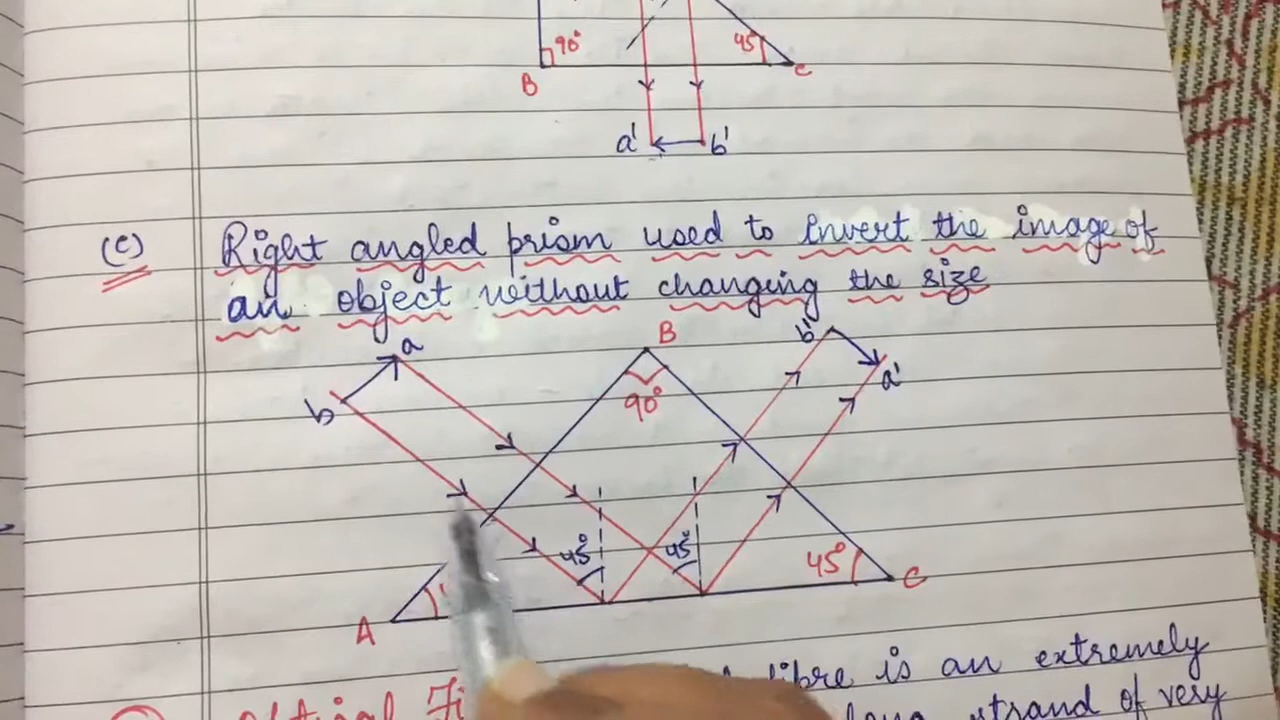 90° 45°
B C
a' b'
(C) Right angled prism used to invert the image of
an object without changing the size
a B b'
b 90° a'
45° 45° 45°
A C
fibre is an extremely
strand of very